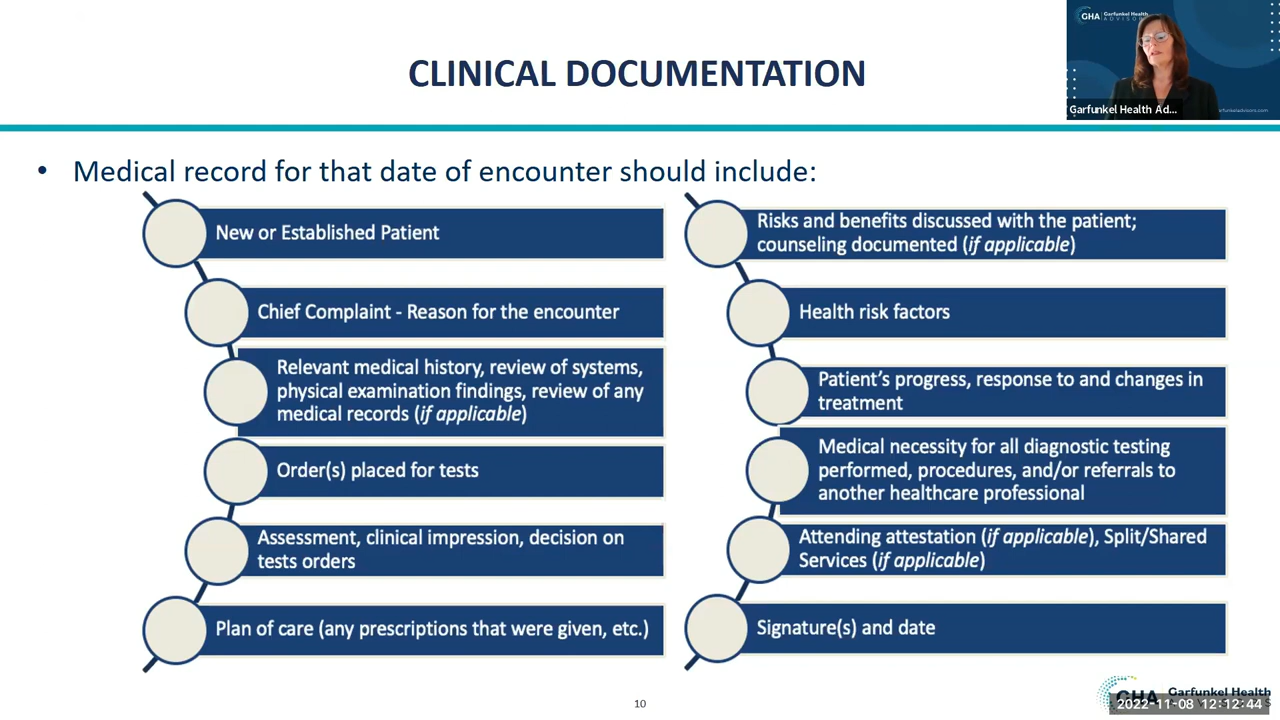 CLINICAL DOCUMENTATION
GHA Garfunkel Health
Garfunkel Health Ad...
rfunkeladvisors.com
• Medical record for that date of encounter should include:
New or Established Patient
Chief Complaint - Reason for the encounter
Relevant medical history, review of systems,
physical examination findings, review of any
medical records (if applicable)
Order(s) placed for tests
Assessment, clinical impression, decision on
tests orders
Plan of care (any prescriptions that were given, etc.)
Risks and benefits discussed with the patient;
counseling documented (if applicable)
Health risk factors
Patient’s progress, response to and changes in
treatment
Medical necessity for all diagnostic testing
performed, procedures, and/or referrals to
another healthcare professional
Attending attestation (if applicable), Split/Shared
Services (if applicable)
Signature(s) and date
10
GHA Garfunkel Health
2022-11-08 12:12:44